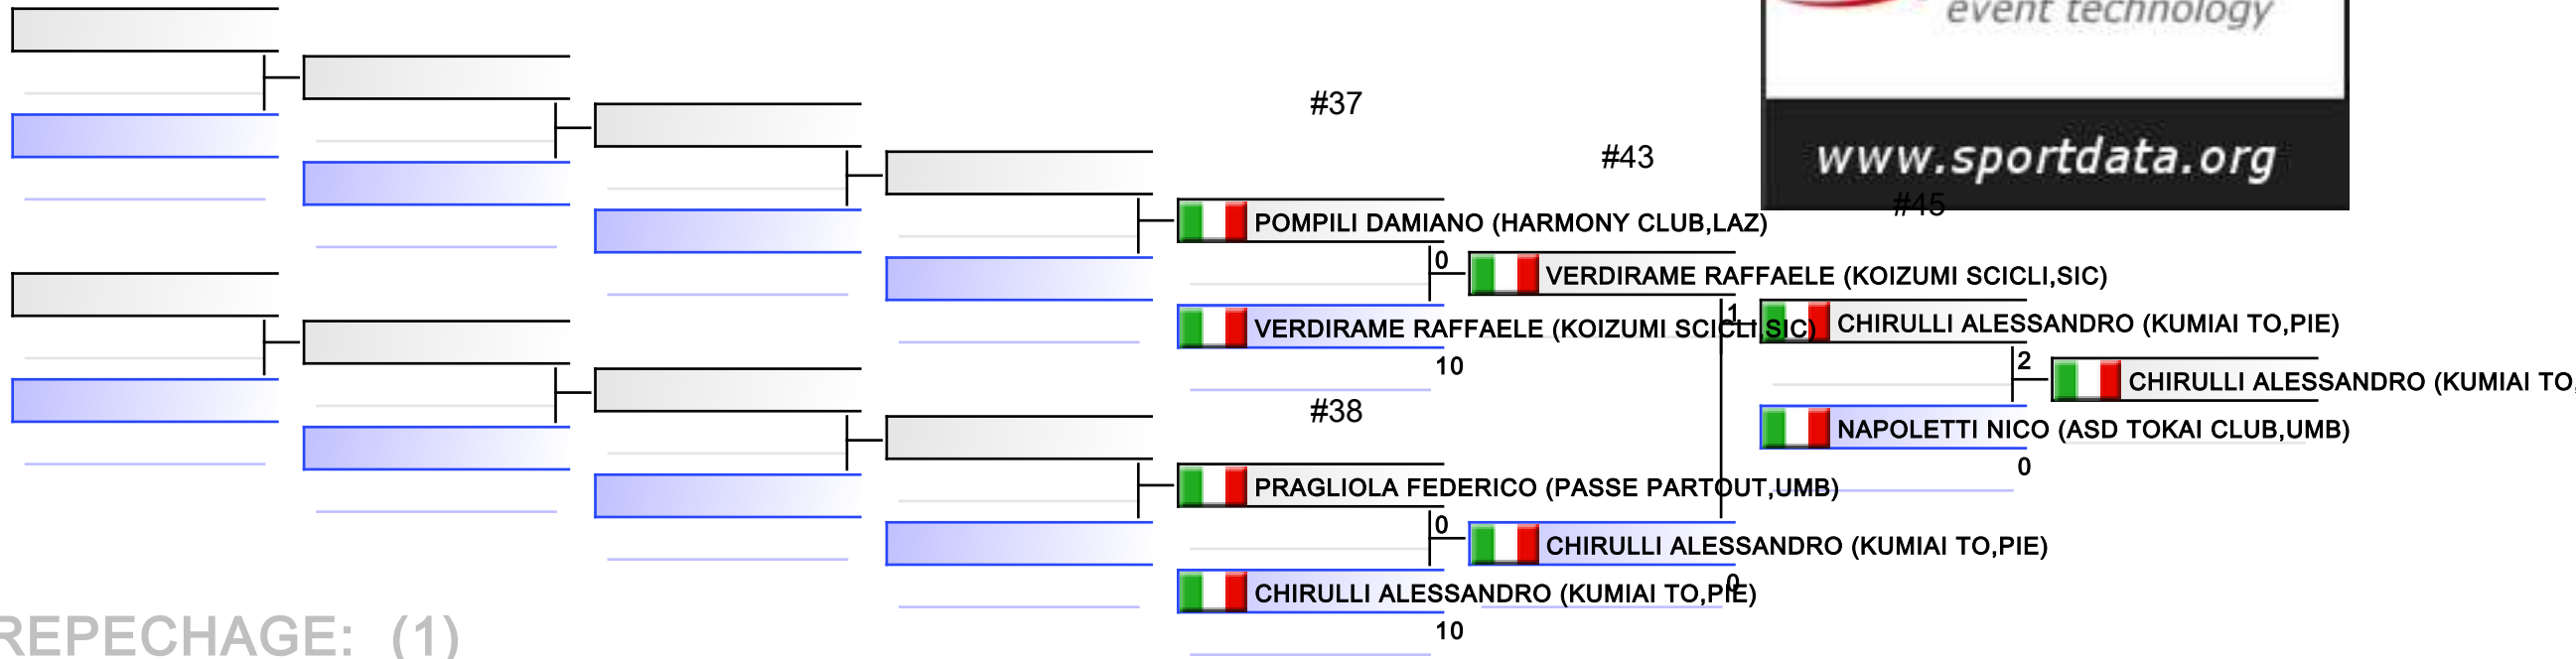 event technology
www.sportdata.org
#37
#43
#45
POMPILI DAMIANO (HARMONY CLUB,LAZ)
0
VERDIRAME RAFFAELE (KOIZUMI SCICLI,SIC)
1
VERDIRAME RAFFAELE (KOIZUMI SCICLI,SIC)
10
CHIRULLI ALESSANDRO (KUMIAI TO,PIE)
2
CHIRULLI ALESSANDRO (KUMIAI TO,
NAPOLETTI NICO (ASD TOKAI CLUB,UMB)
0
#38
PRAGLIOLA FEDERICO (PASSE PARTOUT,UMB)
0
CHIRULLI ALESSANDRO (KUMIAI TO,PIE)
0
CHIRULLI ALESSANDRO (KUMIAI TO,PIE)
10
REPECHAGE: (1)